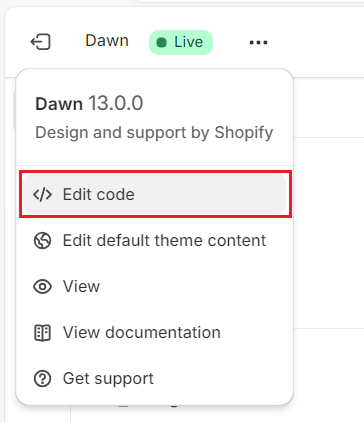 Dawn
Live
Dawn 13.0.0
Design and support by Shopify
Edit code
Edit default theme content
View
View documentation
Get support